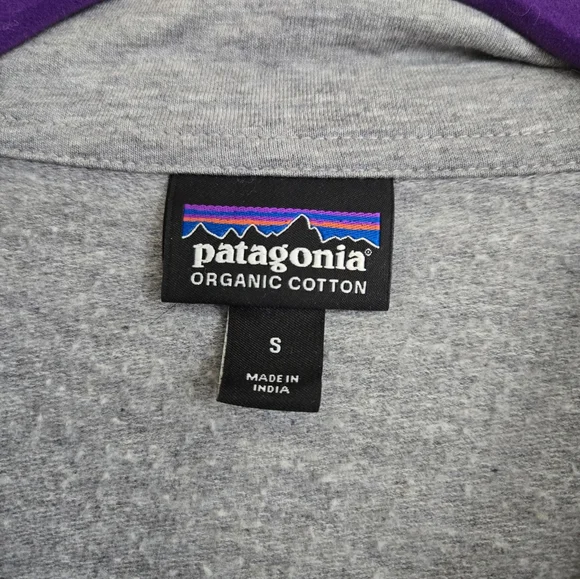 patagonia®
ORGANIC COTTON
S
MADE IN
INDIA